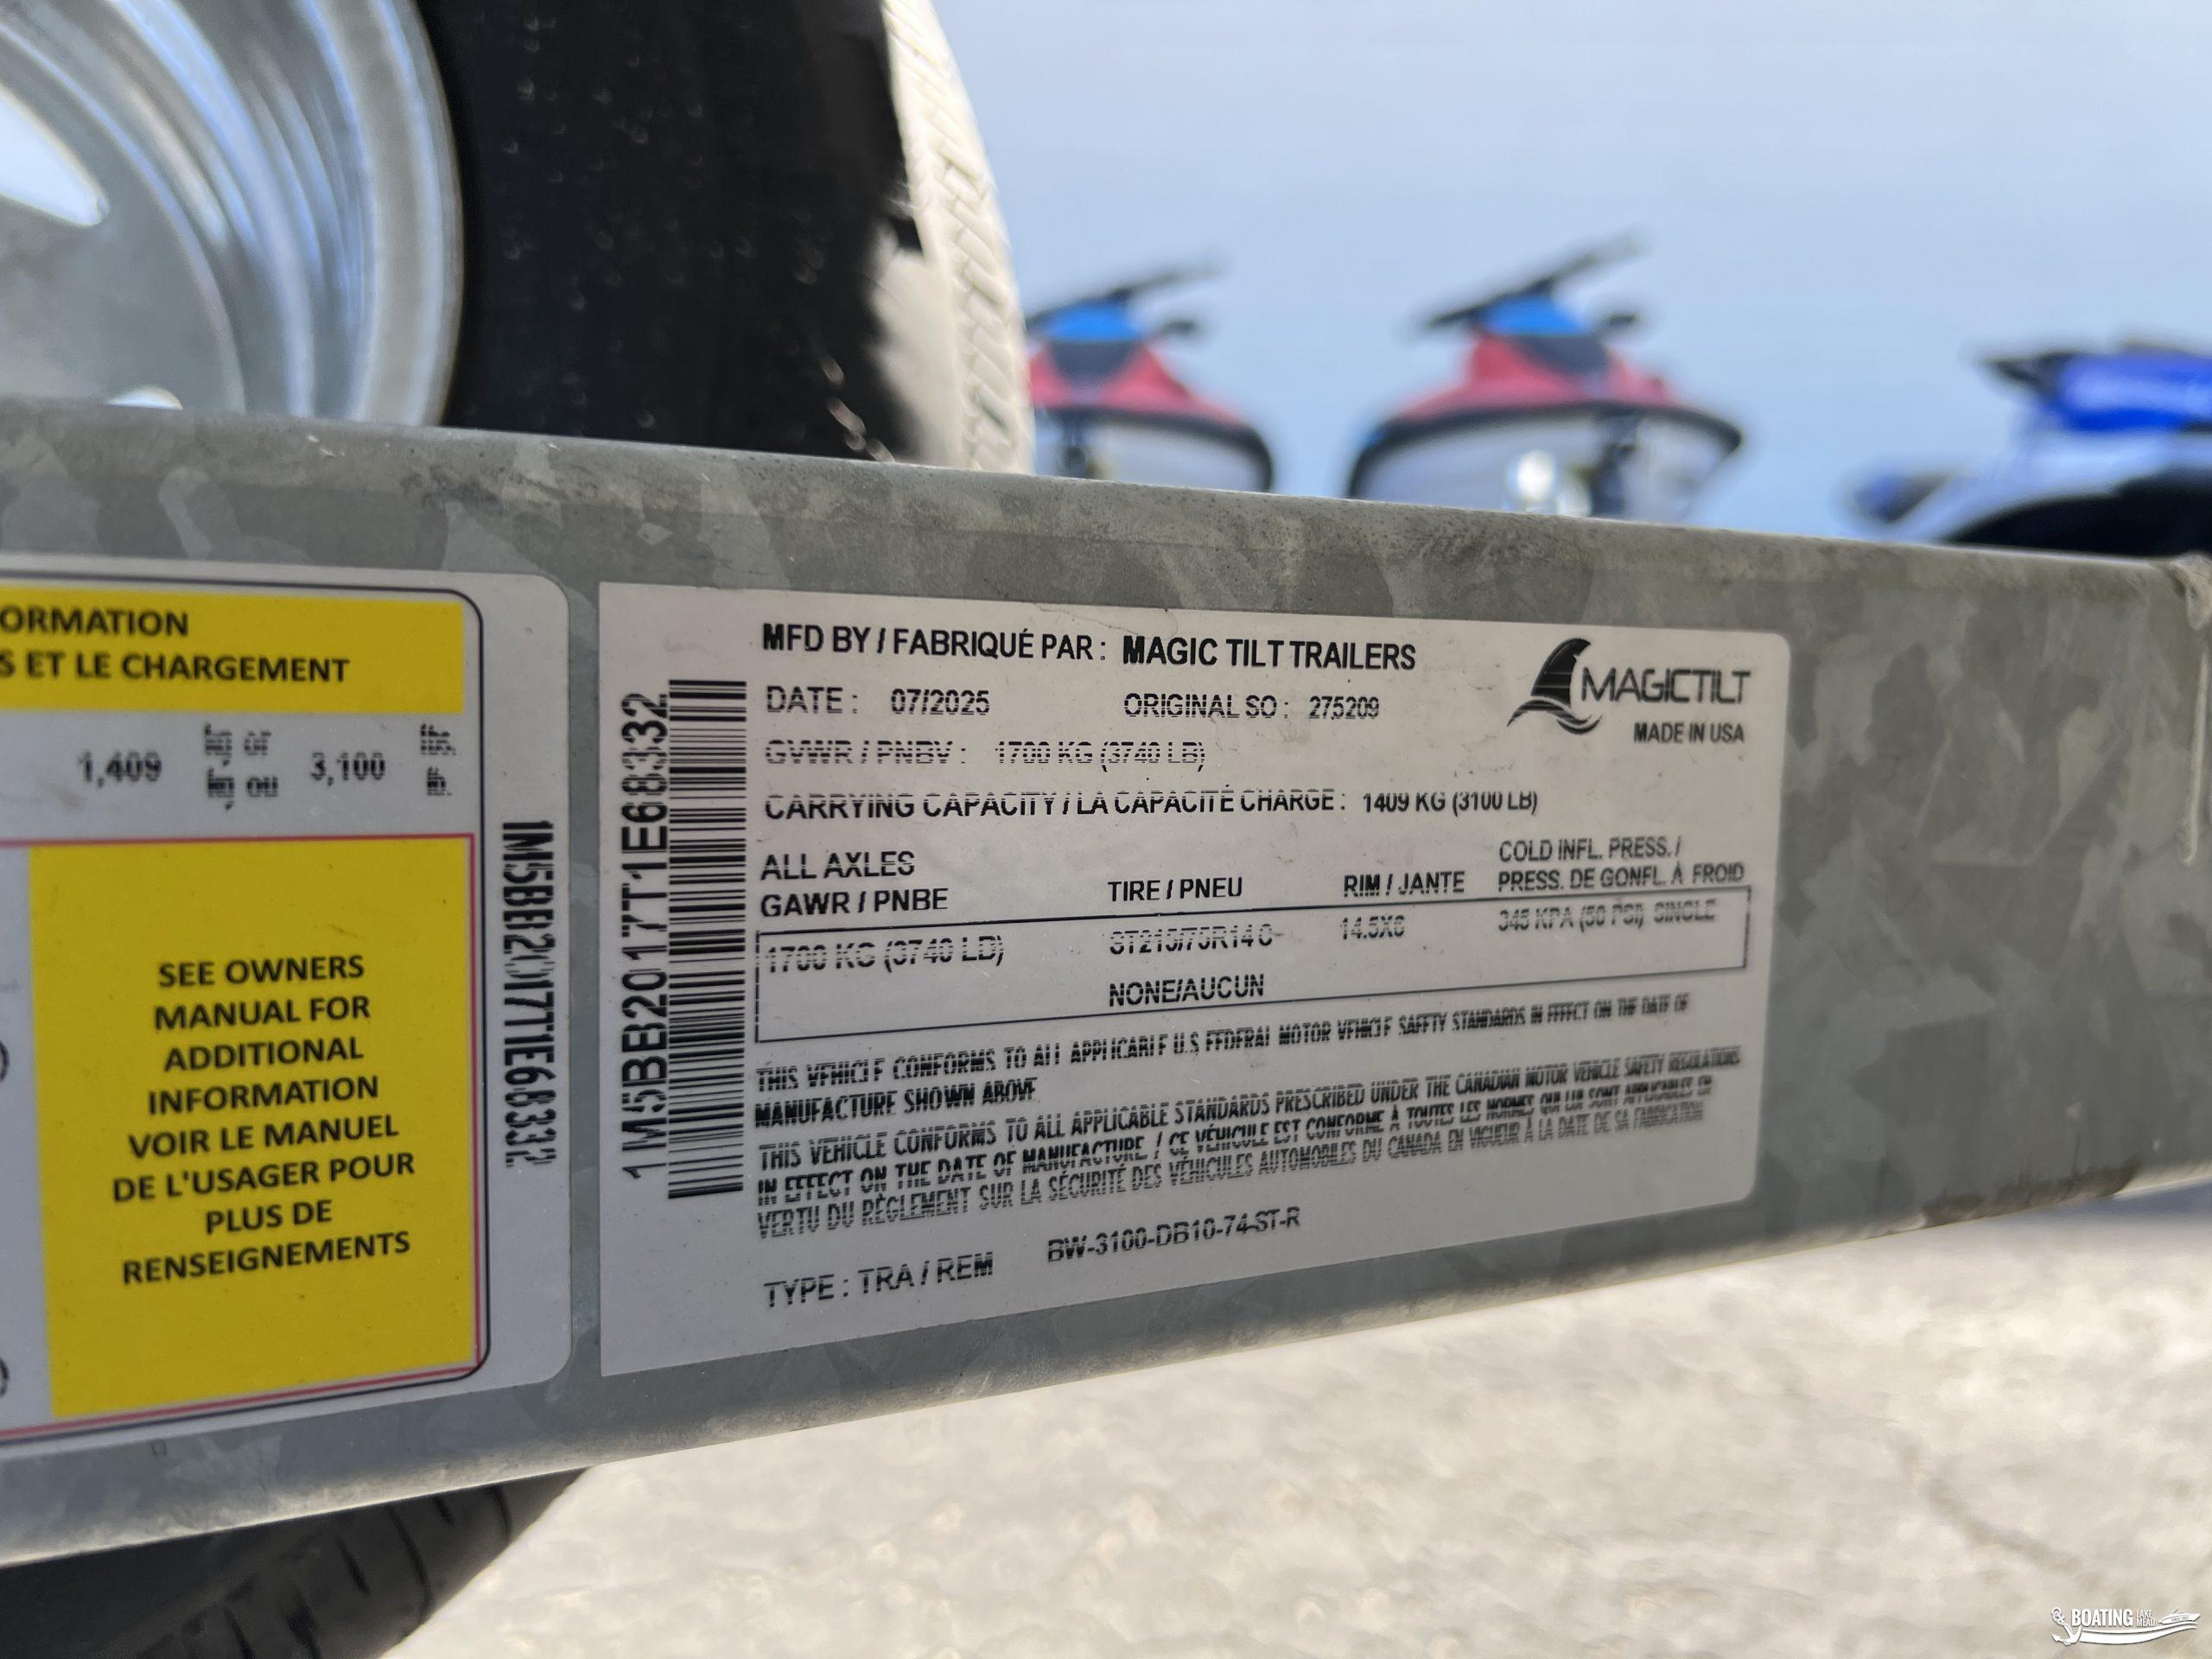 ORMATION
S ET LE CHARGEMENT
1,409 kg or kg ou 3,100 lbs. lb.
SEE OWNERS
MANUAL FOR
ADDITIONAL
INFORMATION
VOIR LE MANUEL
DE L'USAGER POUR
PLUS DE
RENSEIGNEMENTS
1M5BB2017T1E68332
1M5BB2017T1E68332
MFD BY / FABRIQUÉ PAR : MAGIC TILT TRAILERS
DATE : 07/2025 ORIGINAL SO : 275209
MAGICTILT
MADE IN USA
GVWR / PNBV : 1700 KG (3740 LB)
CARRYING CAPACITY / LA CAPACITÉ CHARGE : 1409 KG (3100 LB)
ALL AXLES
GAWR / PNBE TIRE / PNEU RIM / JANTE COLD INFL. PRESS. / PRESS. DE GONFL. À FROID
1700 KG (3740 LB) ST215/75R14 C- 14.5X6 345 KPA (50 PSI) SINGLE
NONE/AUCUN
THIS VEHICLE CONFORMS TO ALL APPLICABLE U.S FEDERAL MOTOR VEHICLE SAFETY STANDARDS IN EFFECT ON THE DATE OF
MANUFACTURE SHOWN ABOVE
THIS VEHICLE CONFORMS TO ALL APPLICABLE STANDARDS PRESCRIBED UNDER THE CANADIAN MOTOR VEHICLE SAFETY REGULATIONS
IN EFFECT ON THE DATE OF MANUFACTURE / CE VÉHICULE EST CONFORME À TOUTES LES NORMES QUI LUI SONT APPLICABLES EN
VERTU DU RÈGLEMENT SUR LA SÉCURITÉ DES VÉHICULES AUTOMOBILES DU CANADA EN VIGUEUR À LA DATE DE SA FABRICATION
TYPE : TRA / REM BW-3100-DB10-74-ST-R
BOATING LAKE MEAD